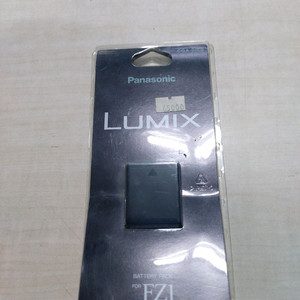 Panasonic
LUMIX
BATTERY PACK
FOR FZ1